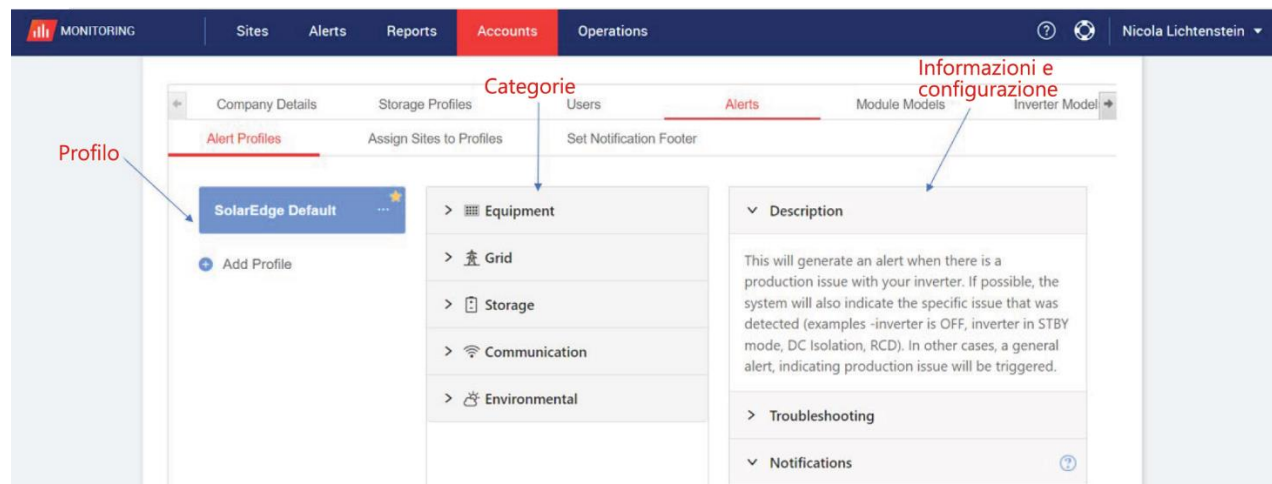 MONITORING Sites Alerts Reports Accounts Operations Nicola Lichtenstein
Categorie
Informazioni e
configurazione
Company Details Storage Profiles Users Alerts Module Models Inverter Model
Profilo
Alert Profiles Assign Sites to Profiles Set Notification Footer
SolarEdge Default ...
Add Profile
Equipment
Grid
Storage
Communication
Environmental
Description
This will generate an alert when there is a
production issue with your inverter. If possible, the
system will also indicate the specific issue that was
detected (examples -inverter is OFF, inverter in STBY
mode, DC Isolation, RCD). In other cases, a general
alert, indicating production issue will be triggered.
Troubleshooting
Notifications ?